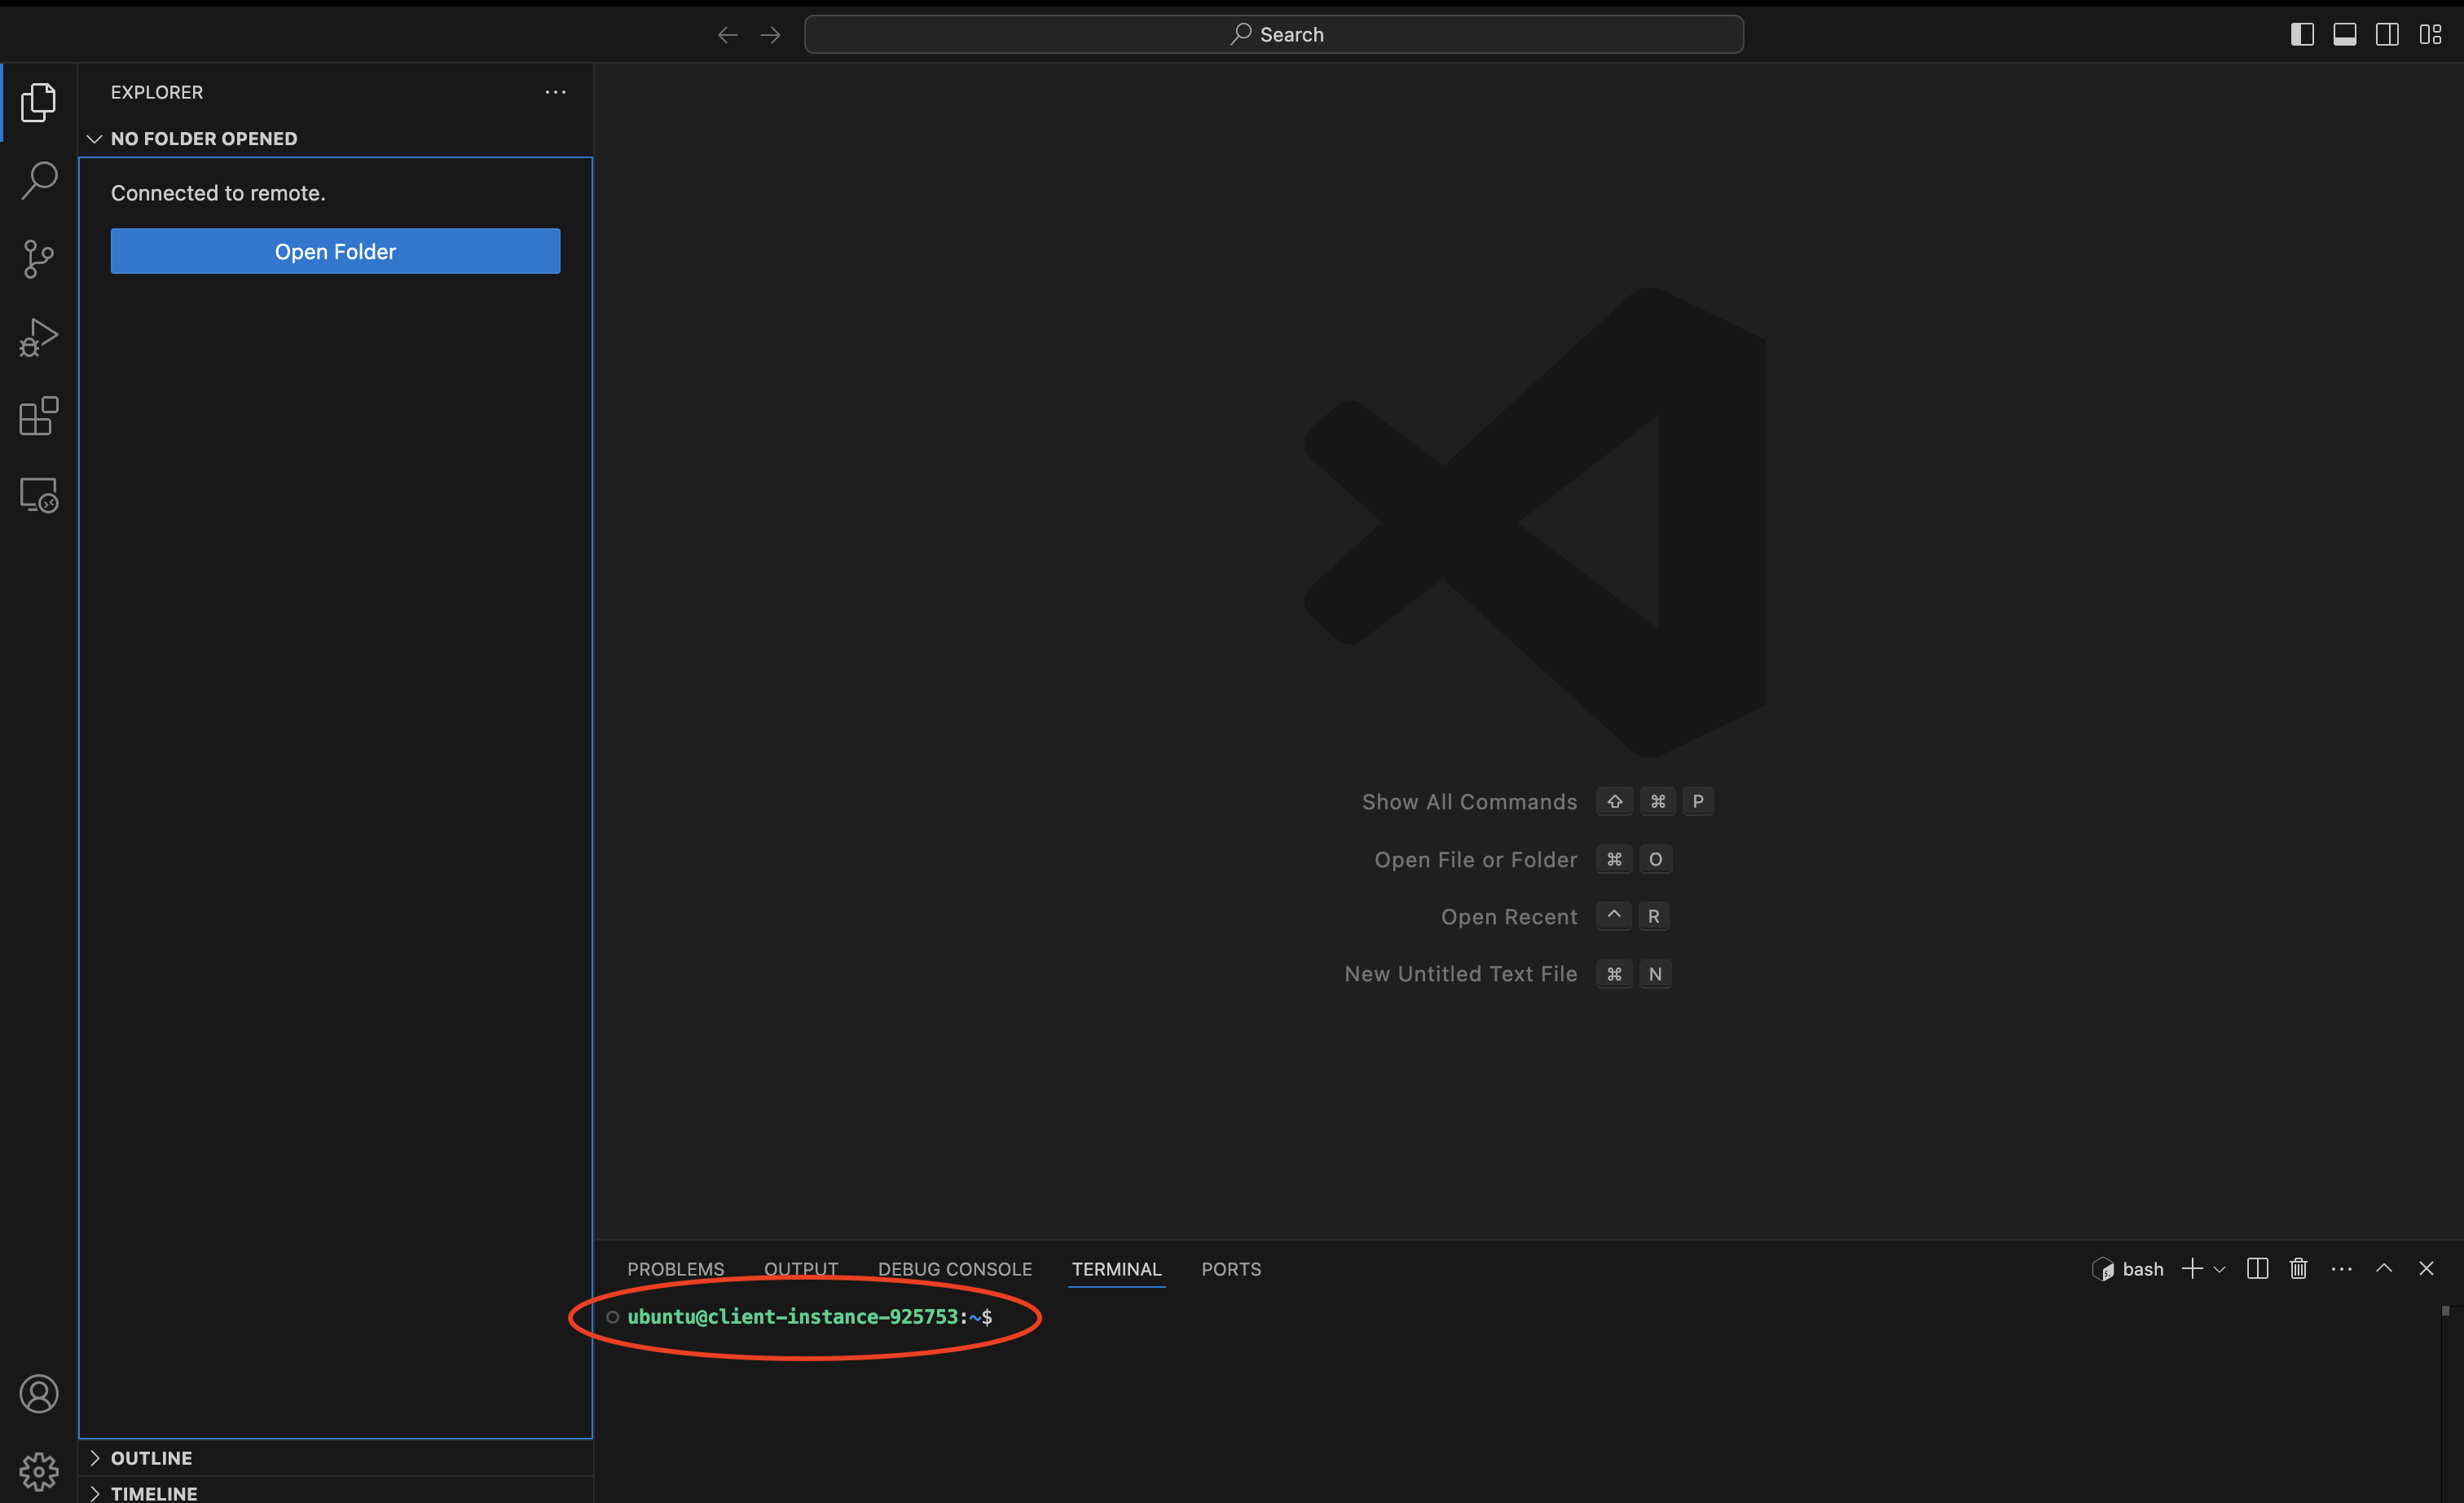 Search
EXPLORER
NO FOLDER OPENED
Connected to remote.
Open Folder
Show All Commands ⇧ ⌘ P
Open File or Folder ⌘ O
Open Recent ^ R
New Untitled Text File ⌘ N
PROBLEMS OUTPUT DEBUG CONSOLE TERMINAL PORTS
bash
ubuntu@client-instance-925753:~$
OUTLINE
TIMELINE